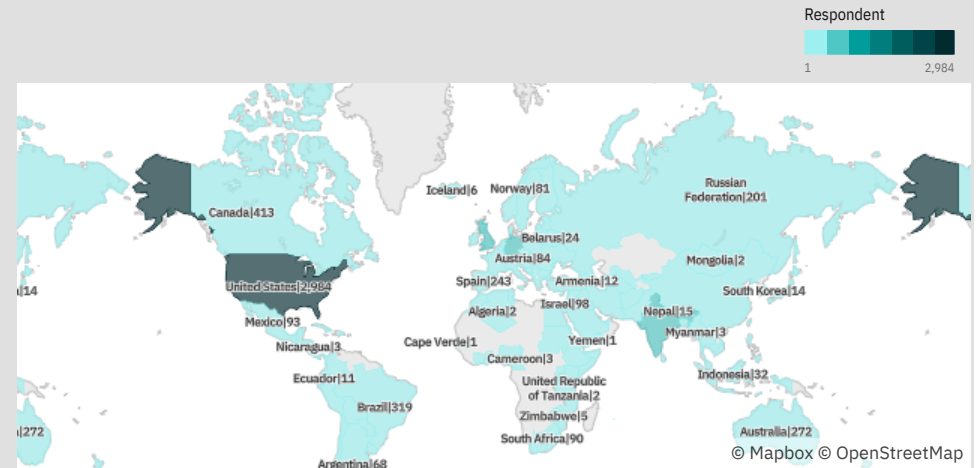 Respondent
1
2,984
Iceland|6
Norway|81
Russian
Federation|201
Canada|413
Belarus|24
Austria|84
Mongolia|2
Spain|243
Armenia|12
United States|2,984
|14
South Korea|14
Israel|98
Algeria|2
Nepal|15
Mexico|93
Myanmar|3
Cape Verde|1
Yemen|1
Nicaragua|3
Cameroon|3
Indonesia|32
Ecuador|11
United Republic
of Tanzania|2
Brazil|319
Zimbabwe|5
|272
Australia|272
South Africa|90
Argentina|68
© Mapbox © OpenStreetMap